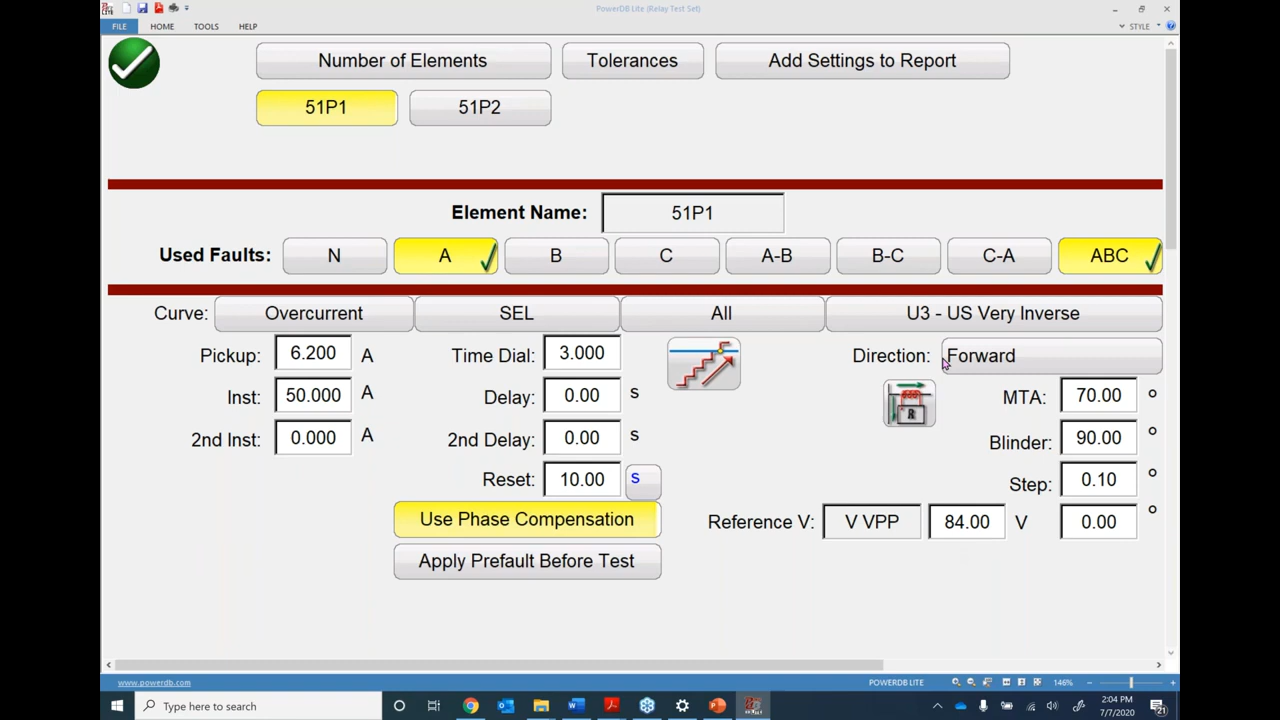 PowerDB Lite (Relay Test Set)
FILE HOME TOOLS HELP STYLE
Number of Elements Tolerances Add Settings to Report
51P1 51P2
Element Name: 51P1
Used Faults: N A B C A-B B-C C-A ABC
Curve: Overcurrent SEL All U3 - US Very Inverse
Pickup: 6.200 A Time Dial: 3.000 Direction: Forward
Inst: 50.000 A Delay: 0.00 s R MTA: 70.00 °
2nd Inst: 0.000 A 2nd Delay: 0.00 s Blinder: 90.00 °
Reset: 10.00 s Step: 0.10 °
Use Phase Compensation Reference V: V VPP 84.00 V 0.00 °
Apply Prefault Before Test
www.powerdb.com POWERDB LITE 146%
Type here to search 2:04 PM
7/7/2020 21